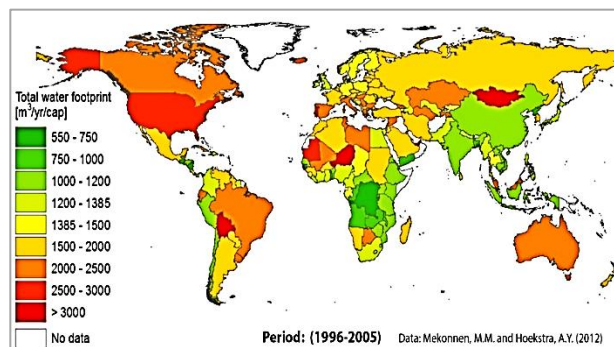 Total water footprint
[m³/yr/cap]
550 - 750
750 - 1000
1000 - 1200
1200 - 1385
1385 - 1500
1500 - 2000
2000 - 2500
2500 - 3000
> 3000
No data
Period: (1996-2005) Data: Mekonnen, M.M. and Hoekstra, A.Y. (2012)